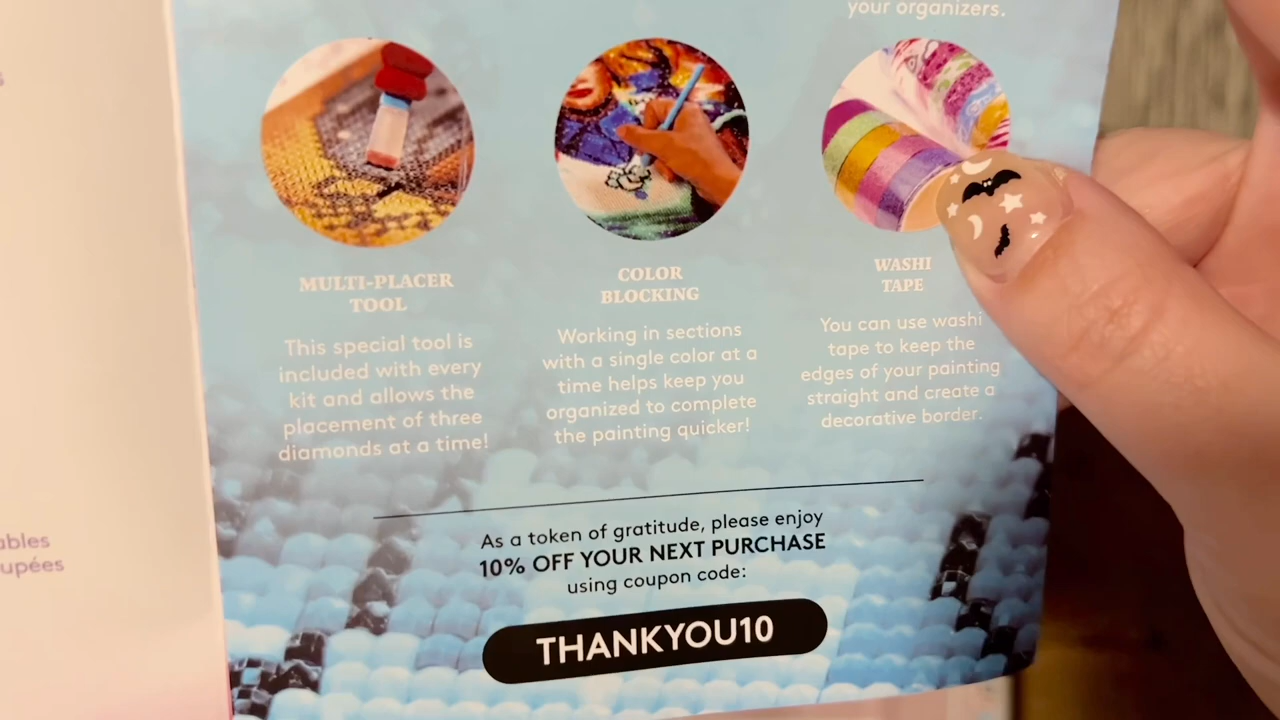 your organizers.
MULTI-PLACER
TOOL
This special tool is
included with every
kit and allows the
placement of three
diamonds at a time!
COLOR
BLOCKING
Working in sections
with a single color at a
time helps keep you
organized to complete
the painting quicker!
WASHI
TAPE
You can use washi
tape to keep the
edges of your painting
straight and create a
decorative border.
As a token of gratitude, please enjoy
10% OFF YOUR NEXT PURCHASE
using coupon code:
THANKYOU10